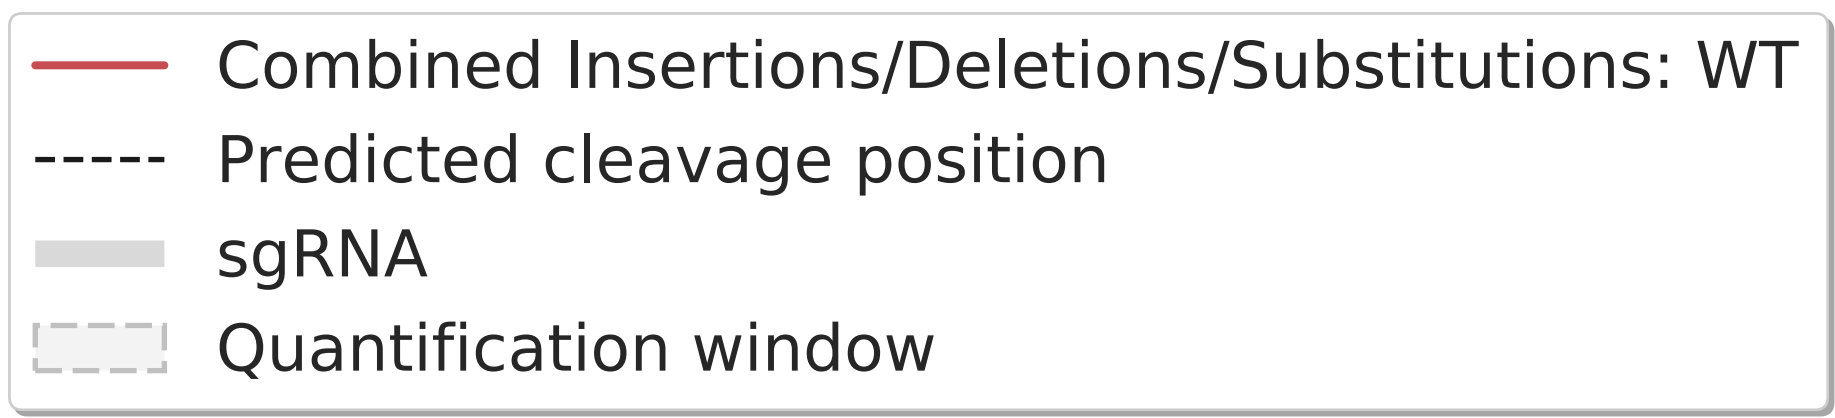 Combined Insertions/Deletions/Substitutions: WT
Predicted cleavage position
sgRNA
Quantification window